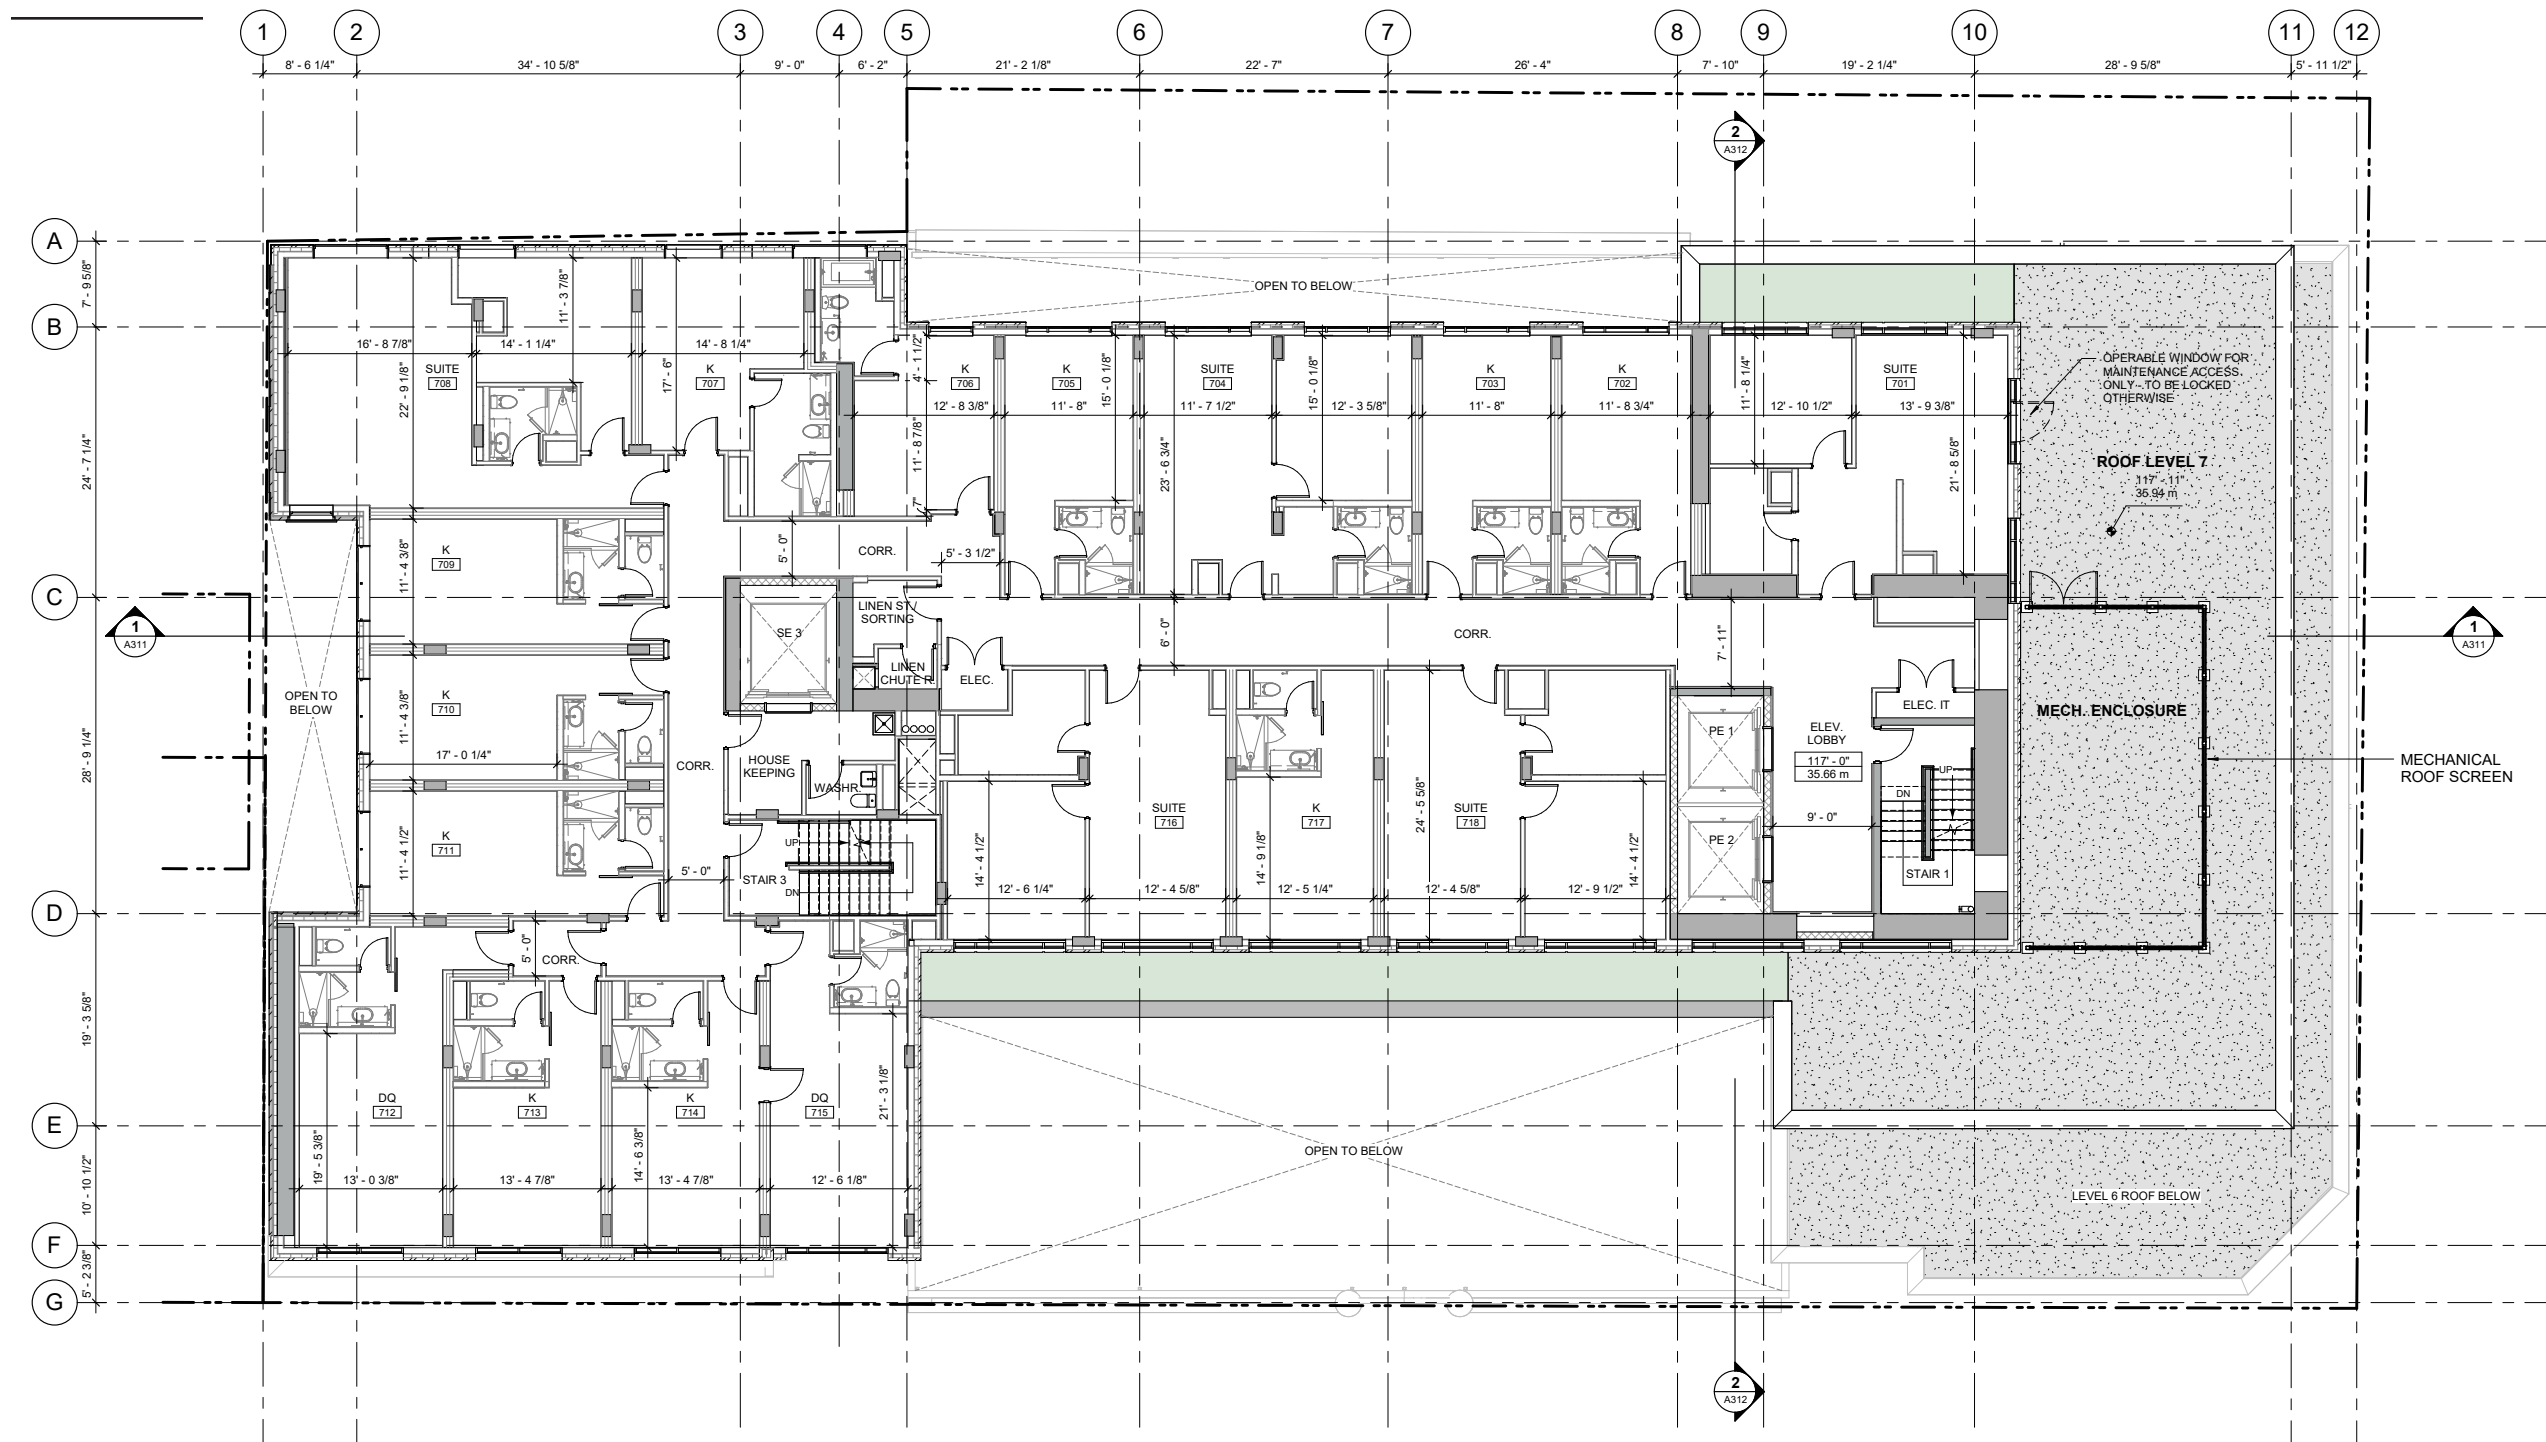 1
2
3
4
5
6
7
8
9
10
11
12
8' - 6 1/4"
34' - 10 5/8"
9' - 0"
6' - 2"
21' - 2 1/8"
22' - 7"
26' - 4"
7' - 10"
19' - 2 1/4"
28' - 9 5/8"
5' - 11 1/2"
2
A312
A
B
C
D
E
F
G
7' - 9 5/8"
24' - 7 1/4"
28' - 9 1/4"
19' - 3 5/8"
10' - 10 1/2"
5' - 2 3/8"
OPEN TO BELOW
16' - 8 7/8"
14' - 1 1/4"
14' - 8 1/4"
11' - 3 7/8"
22' - 9 1/8"
17' - 6"
SUITE
708
K
707
4' - 1 1/2"
11' - 8 7/8"
7"
K
706
12' - 8 3/8"
K
705
11' - 8"
15' - 0 1/8"
SUITE
704
11' - 7 1/2"
23' - 6 3/4"
15' - 0 1/8"
12' - 3 5/8"
K
703
11' - 8"
K
702
11' - 8 3/4"
11' - 8 1/4"
12' - 10 1/2"
SUITE
701
13' - 9 3/8"
21' - 8 5/8"
OPERABLE WINDOW FOR
MAINTENANCE ACCESS
ONLY - TO BE LOCKED
OTHERWISE
ROOF LEVEL 7
117' - 11"
35.94 m
K
709
11' - 4 3/8"
5' - 0"
CORR.
5' - 3 1/2"
1
A311
SE 3
LINEN ST./
SORTING
LINEN
CHUTE R.
ELEC.
6' - 0"
CORR.
7' - 11"
1
A311
OPEN TO
BELOW
K
710
11' - 4 3/8"
17' - 0 1/4"
CORR.
HOUSE
KEEPING
WASHR.
PE 1
ELEV.
LOBBY
117' - 0"
35.66 m
ELEC. IT
MECH. ENCLOSURE
MECHANICAL
ROOF SCREEN
K
711
11' - 4 1/2"
5' - 0"
UP
STAIR 3
DN
14' - 4 1/2"
12' - 6 1/4"
SUITE
716
12' - 4 5/8"
K
717
14' - 9 1/8"
12' - 5 1/4"
SUITE
718
24' - 5 5/8"
12' - 4 5/8"
12' - 9 1/2"
14' - 4 1/2"
PE 2
9' - 0"
UP
DN
STAIR 1
5' - 0"
CORR.
DQ
712
19' - 5 3/8"
13' - 0 3/8"
K
713
13' - 4 7/8"
K
714
14' - 6 3/8"
13' - 4 7/8"
DQ
715
21' - 3 1/8"
12' - 6 1/8"
OPEN TO BELOW
LEVEL 6 ROOF BELOW
2
A312